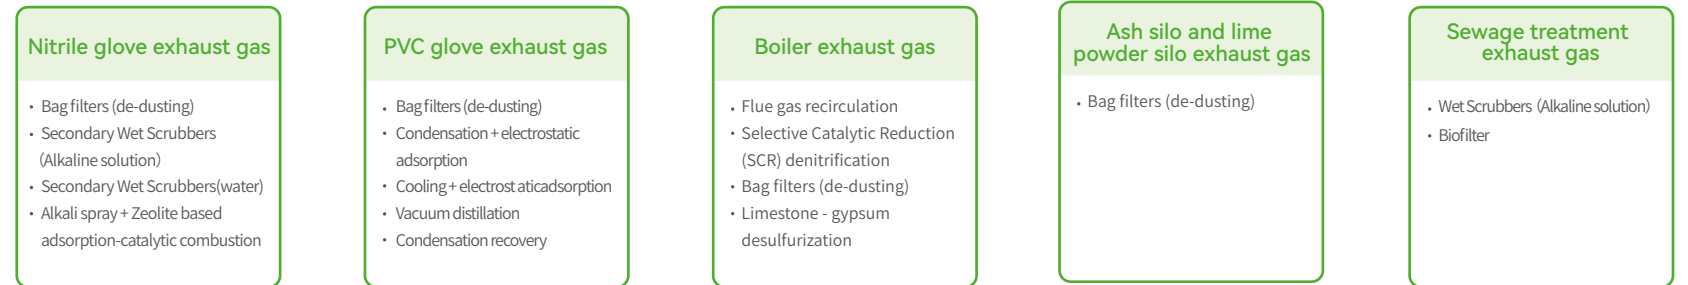 Nitrile glove exhaust gas
• Bag filters (de-dusting)
• Secondary Wet Scrubbers
（Alkaline solution）
• Secondary Wet Scrubbers(water)
• Alkali spray + Zeolite based
adsorption-catalytic combustion
PVC glove exhaust gas
• Bag filters (de-dusting)
• Condensation + electrostatic
adsorption
• Cooling + electrost aticadsorption
• Vacuum distillation
• Condensation recovery
Boiler exhaust gas
• Flue gas recirculation
• Selective Catalytic Reduction
(SCR) denitrification
• Bag filters (de-dusting)
• Limestone - gypsum
desulfurization
Ash silo and lime
powder silo exhaust gas
• Bag filters (de-dusting)
Sewage treatment
exhaust gas
• Wet Scrubbers（Alkaline solution）
• Biofilter